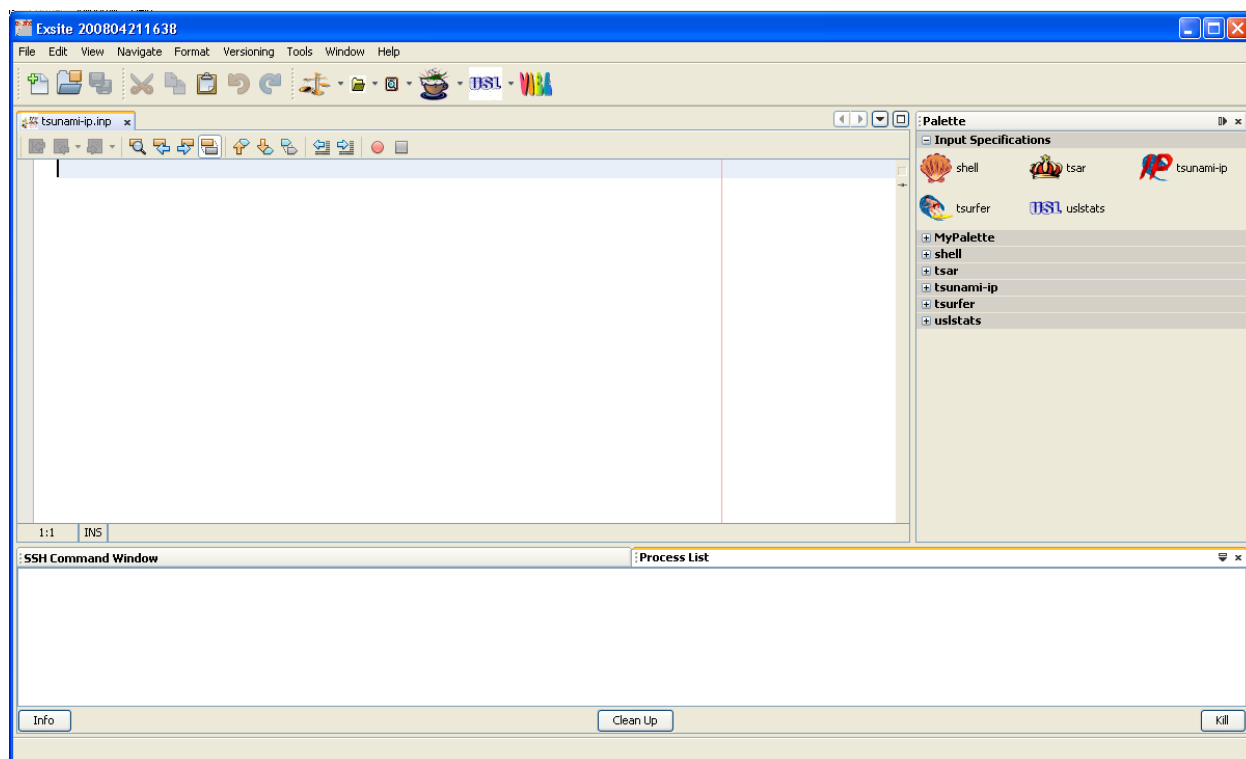 Exsite 200804211638
File Edit View Navigate Format Versioning Tools Window Help
USL
tsunami-ip.inp
Palette
Input Specifications
shell tsar tsunami-ip
tsurfer USL uslstats
MyPalette
shell
tsar
tsunami-ip
tsurfer
uslstats
1:1 INS
SSH Command Window Process List
Info Clean Up Kill